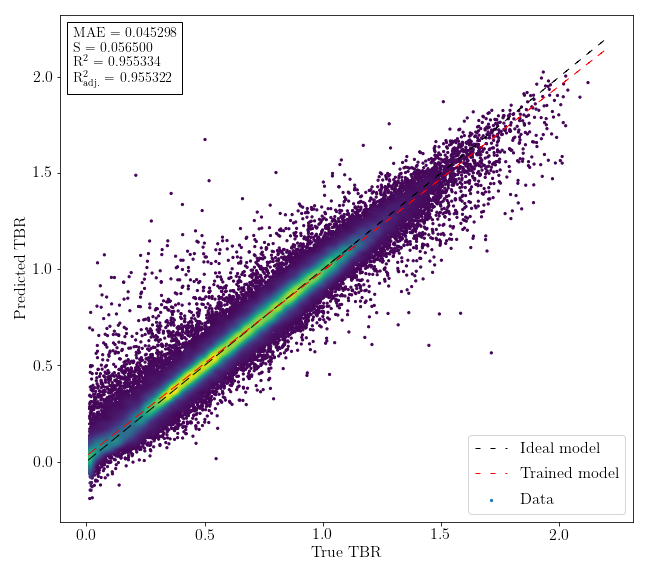 MAE = 0.045298
S = 0.056500
R² = 0.955334
R²adj. = 0.955322
2.0
1.5
1.0
0.5
0.0
Predicted TBR
Ideal model
Trained model
Data
0.0 0.5 1.0 1.5 2.0
True TBR